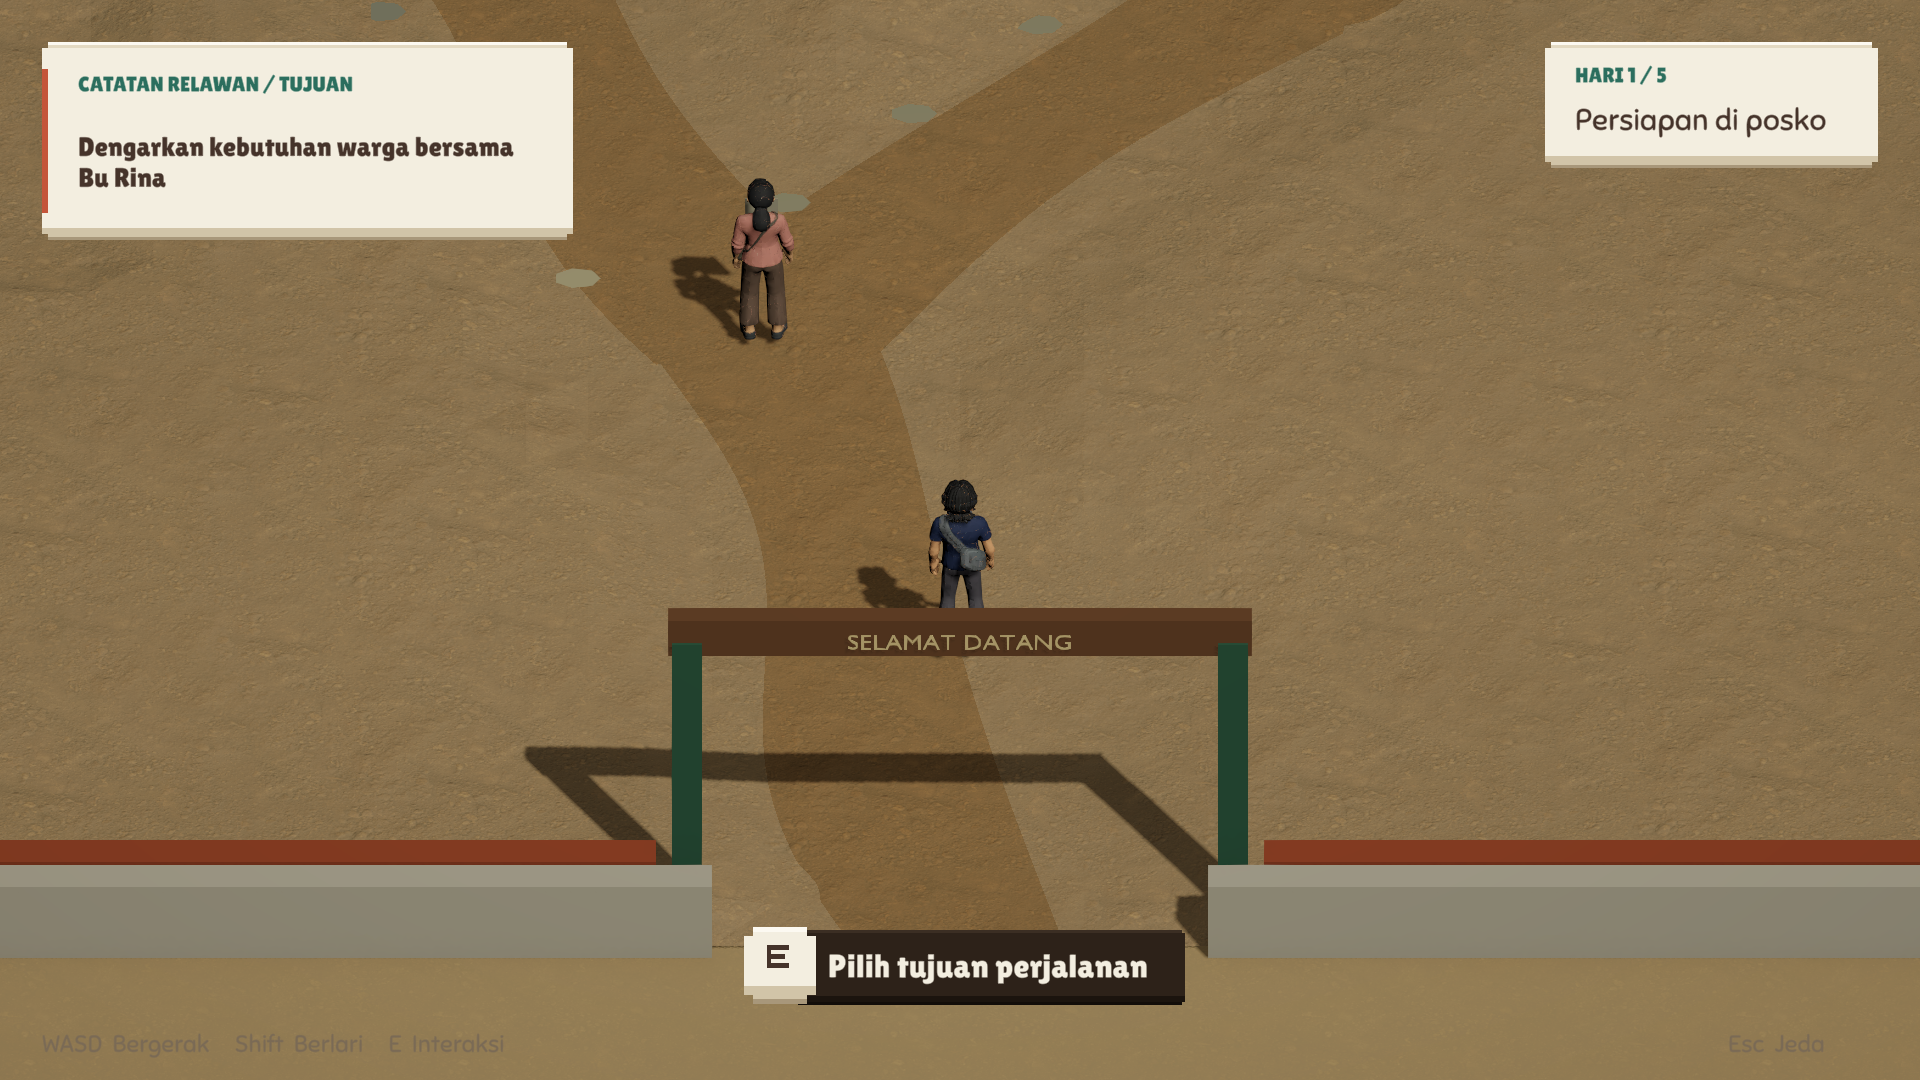 CATATAN RELAWAN / TUJUAN
Dengarkan kebutuhan warga bersama
Bu Rina
HARI 1 / 5
Persiapan di posko
SELAMAT DATANG
E
Pilih tujuan perjalanan
WASD Bergerak Shift Berlari E Interaksi
Esc Jeda